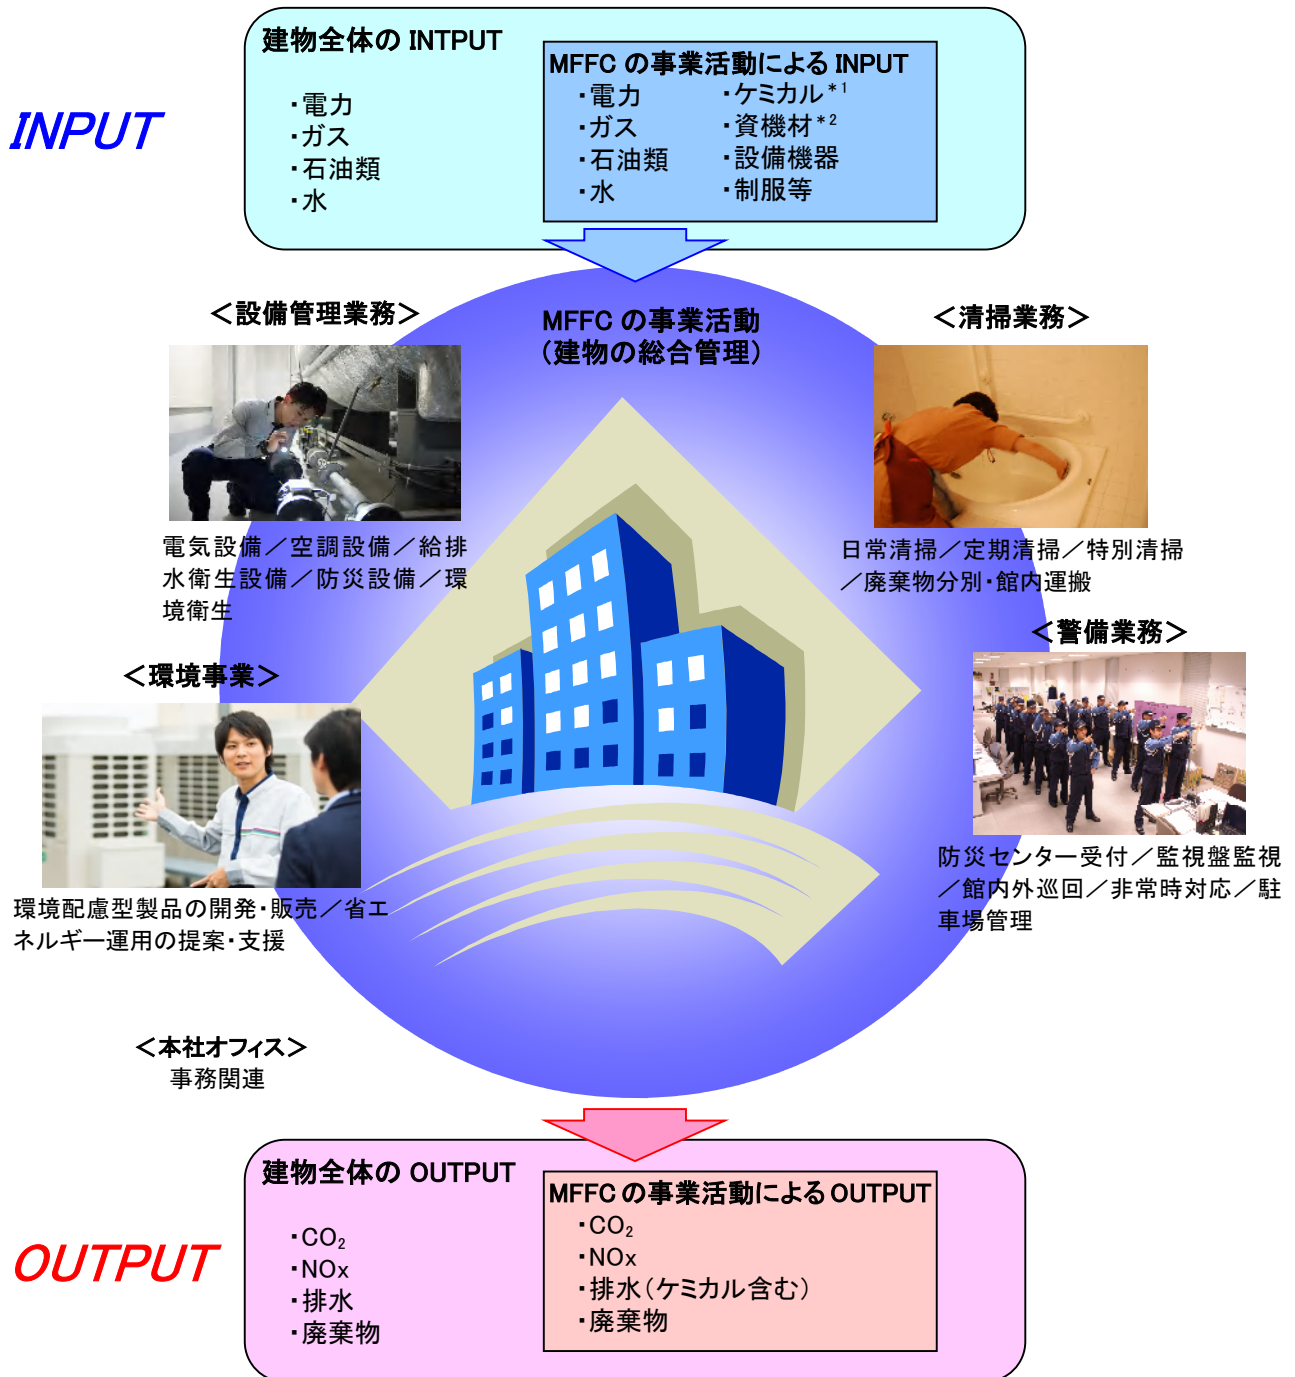 建物全体の INTPUT
・電力
・ガス
・石油類
・水
MFFC の事業活動による INPUT
・電力
・ガス
・石油類
・水
・ケミカル*1
・資機材*2
・設備機器
・制服等
INPUT
MFFC の事業活動
(建物の総合管理)
<設備管理業務>
電気設備/空調設備/給排
水衛生設備/防災設備/環
境衛生
<清掃業務>
日常清掃/定期清掃/特別清掃
/廃棄物分別・館内運搬
<環境事業>
環境配慮型製品の開発・販売/省エ
ネルギー運用の提案・支援
<警備業務>
防災センター受付/監視盤監視
/館内外巡回/非常時対応/駐
車場管理
<本社オフィス>
事務関連
OUTPUT
建物全体の OUTPUT
・CO₂
・NOx
・排水
・廃棄物
MFFC の事業活動による OUTPUT
・CO₂
・NOx
・排水(ケミカル含む)
・廃棄物